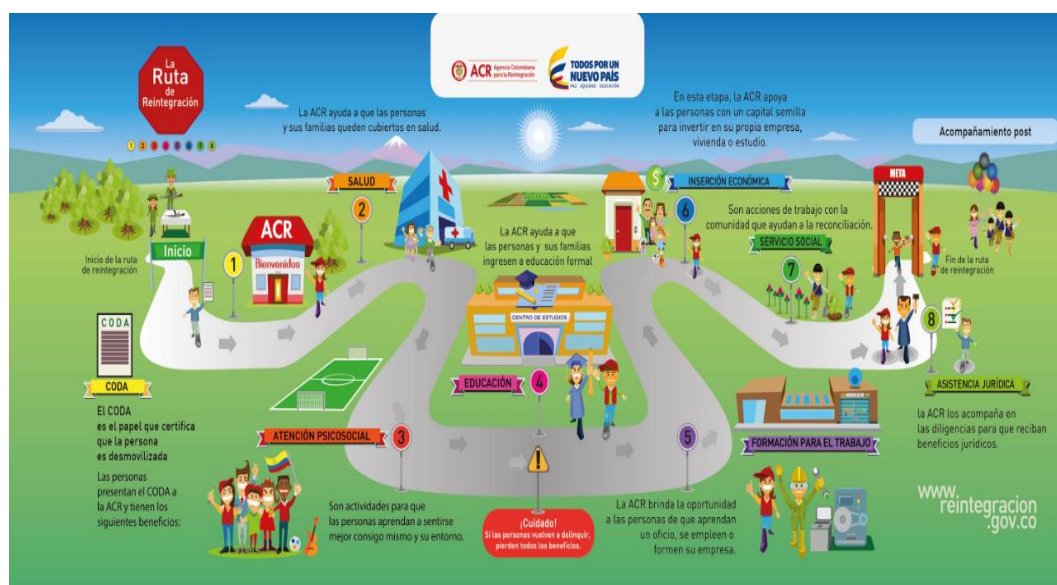 La
Ruta
de
Reintegración
1 2 3 4 5 6 7 8
ACR Agencia Colombiana
para la Reintegración
TODOS POR UN
NUEVO PAÍS
PAZ EQUIDAD EDUCACIÓN
Inicio
Inicio de la ruta
de reintegración
CODA
CODA
El CODA
es el papel que certifica
que la persona
es desmovilizada
Las personas
presentan el CODA a
la ACR y tienen los
siguientes beneficios:
1
ACR
Bienvenidos
La ACR ayuda a que las personas
y sus familias queden cubiertos en salud.
SALUD
2
ATENCIÓN PSICOSOCIAL
3
Son actividades para que
las personas aprendan a sentirse
mejor consigo mismo y su entorno.
La ACR ayuda a que
las personas y sus familias
ingresen a educación formal
CENTRO DE ESTUDIOS
EDUCACIÓN
4
¡Cuidado!
Si las personas vuelven a delinquir,
pierden todos los beneficios.
5
FORMACIÓN PARA EL TRABAJO
La ACR brinda la oportunidad
a las personas de que aprendan
un oficio, se empleen o
formen su empresa.
En esta etapa, la ACR apoya
a las personas con un capital semilla
para invertir en su propia empresa,
vivienda o estudio.
INSERCIÓN ECONÓMICA
6
Son acciones de trabajo con la
comunidad que ayudan a la reconciliación.
SERVICIO SOCIAL
7
8
ASISTENCIA JURÍDICA
la ACR los acompaña en
las diligencias para que reciban
beneficios jurídicos.
META
Fin de la ruta
de reintegración
Acompañamiento post
www.
reintegracion
.gov.co